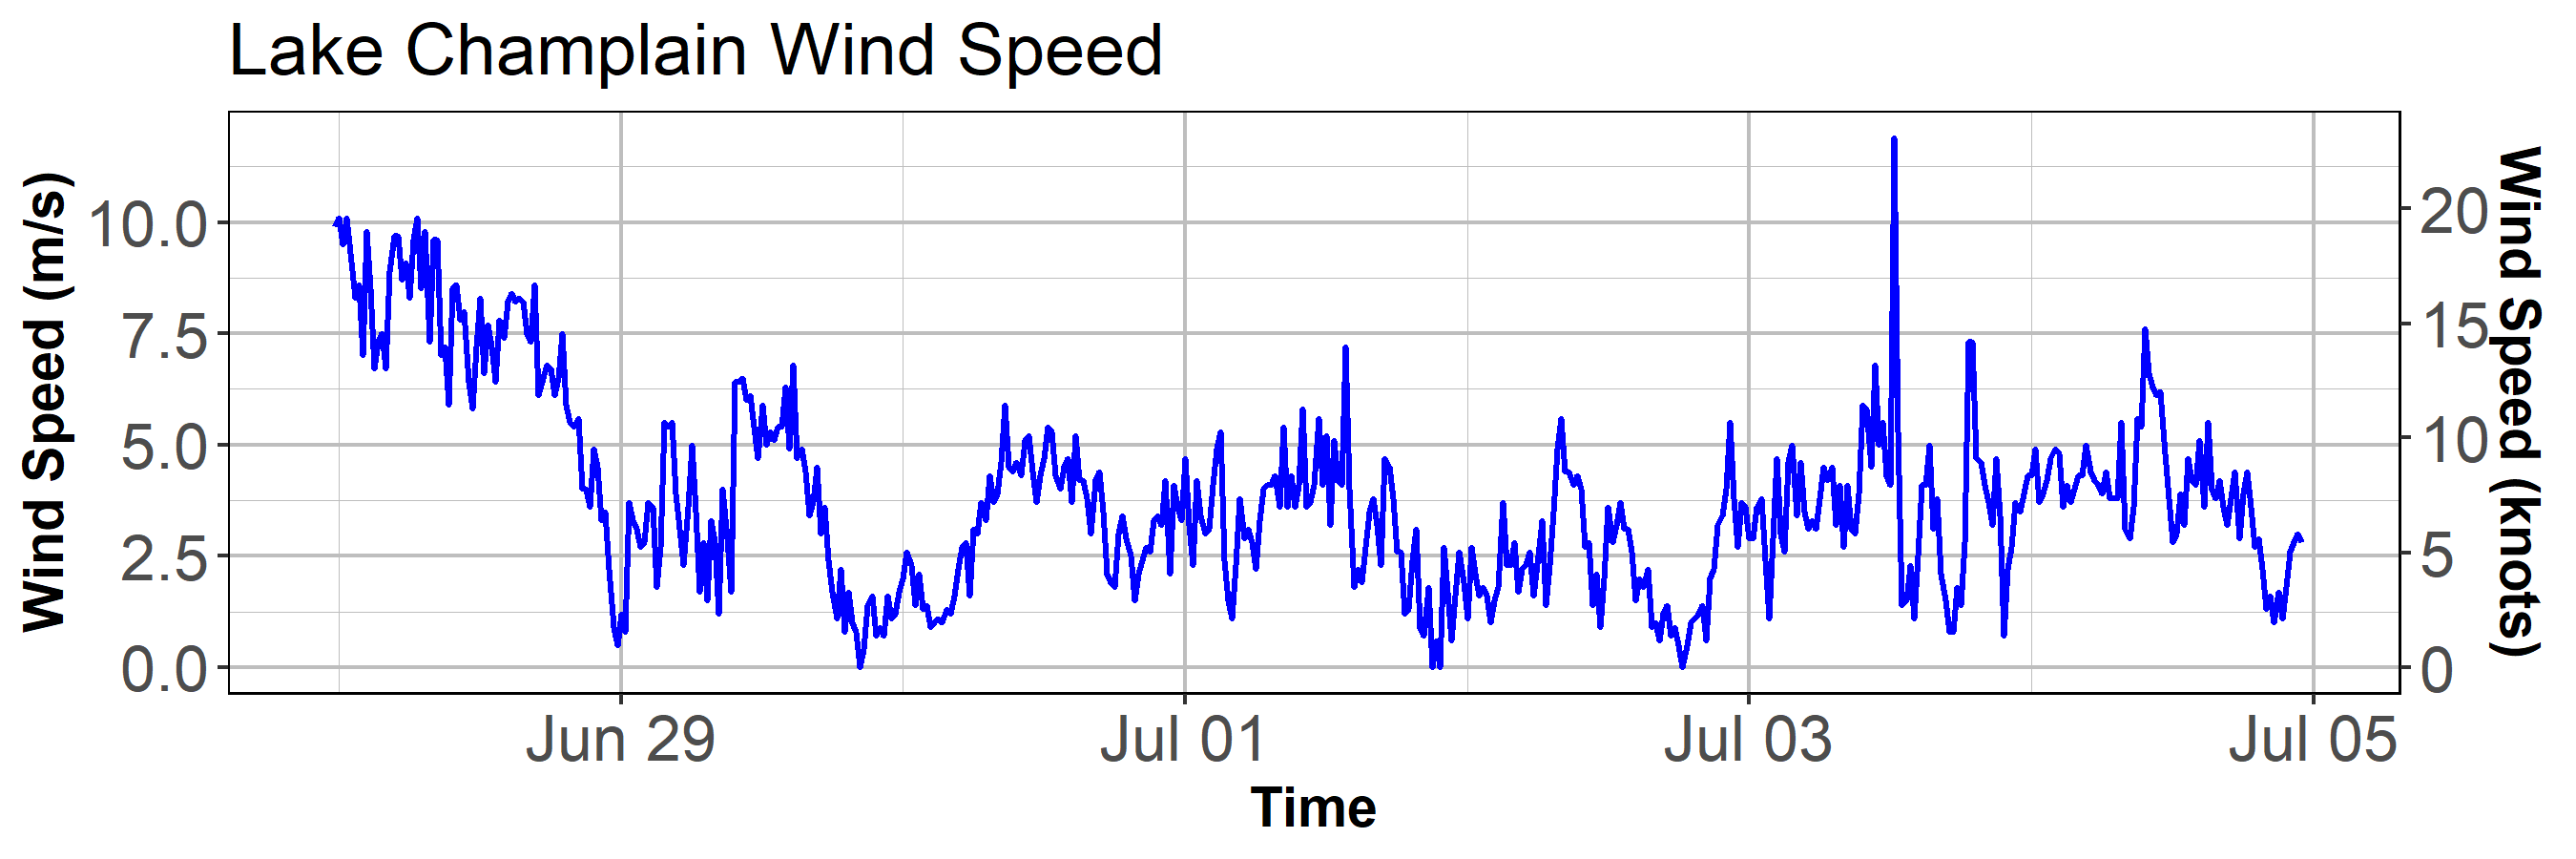 Lake Champlain Wind Speed
Wind Speed (m/s)
10.0
7.5
5.0
2.5
0.0
20
15
10
5
0
Wind Speed (knots)
Jun 29
Jul 01
Jul 03
Jul 05
Time